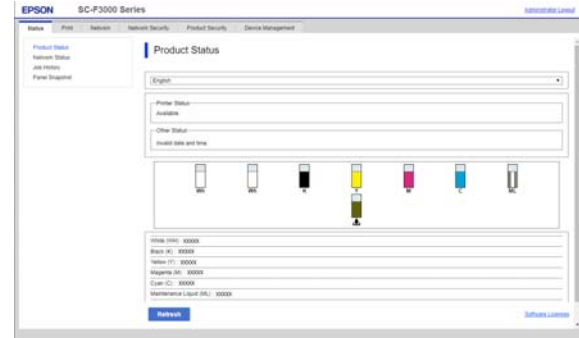 EPSON SC-F3000 Series Administrator Logout
Status Print Network Network Security Product Security Device Management
Product Status
Network Status
Job History
Panel Snapshot
Product Status
English
Printer Status
Available
Other Status
Invalid date and time.
WH WH K Y M C ML
White (WH) : XXXXX
Black (K) : XXXXX
Yellow (Y) : XXXXX
Magenta (M) : XXXXX
Cyan (C) : XXXXX
Maintenance Liquid (ML) : XXXXX
Refresh
Software Licenses